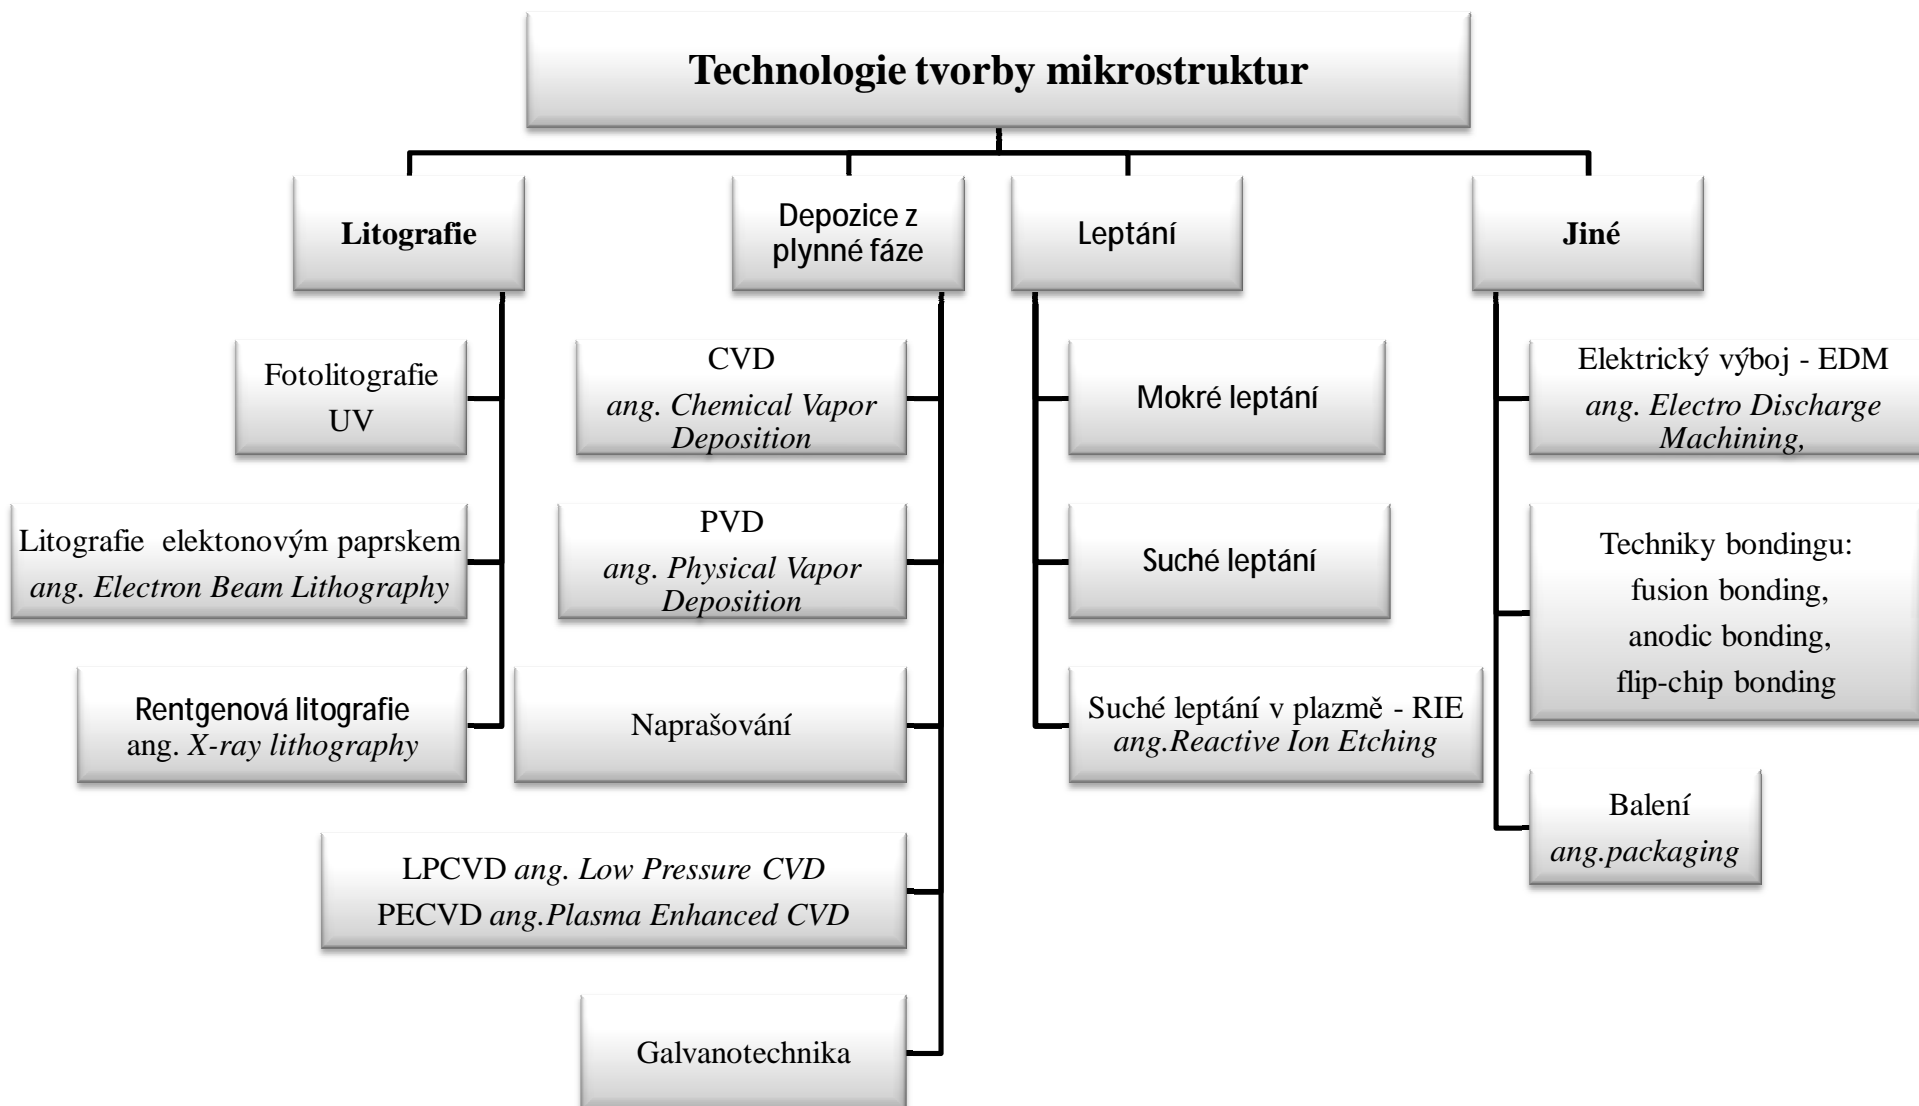 Technologie tvorby mikrostruktur
Litografie
Fotolitografie
UV
Litografie elektonovým paprskem
ang. Electron Beam Lithography
Rentgenová litografie
ang. X-ray lithography
Depozice z
plynné fáze
CVD
ang. Chemical Vapor
Deposition
PVD
ang. Physical Vapor
Deposition
Naprašování
LPCVD ang. Low Pressure CVD
PECVD ang.Plasma Enhanced CVD
Galvanotechnika
Leptání
Mokré leptání
Suché leptání
Suché leptání v plazmě - RIE
ang.Reactive Ion Etching
Jiné
Elektrický výboj - EDM
ang. Electro Discharge
Machining,
Techniky bondingu:
fusion bonding,
anodic bonding,
flip-chip bonding
Balení
ang.packaging